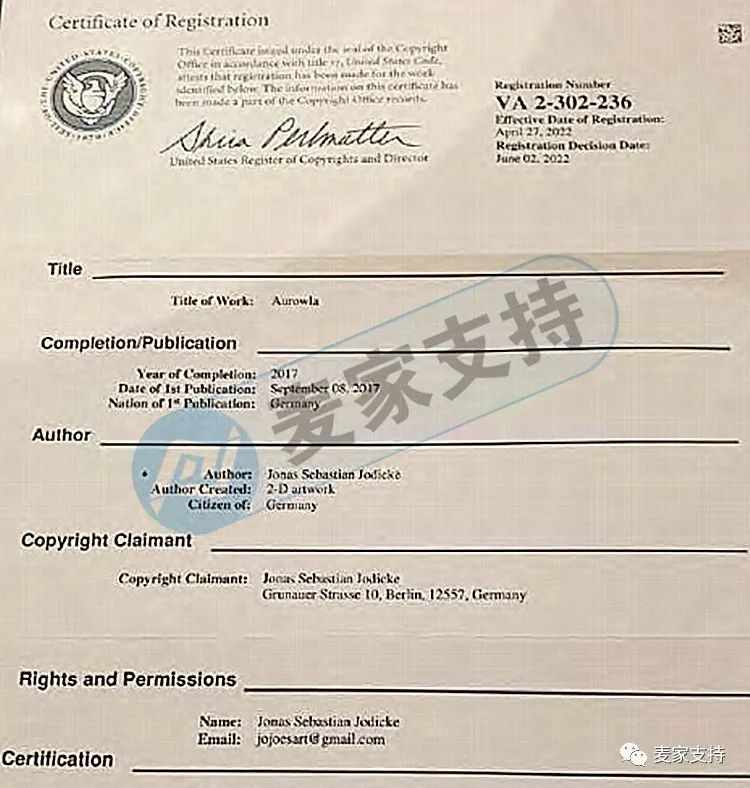 Certificate of Registration
This Certificate issued under the seal of the Copyright
Office in accordance with title 17, United States Code,
attests that registration has been made for the work
identified below. The information on this certificate has
been made a part of the Copyright Office records.
Shira Perlmutter
United States Register of Copyrights and Director
Registration Number
VA 2-302-236
Effective Date of Registration:
April 27, 2022
Registration Decision Date:
June 02, 2022
Title
Title of Work: Aurowla
Completion/Publication
Year of Completion: 2017
Date of 1st Publication: September 08, 2017
Nation of 1st Publication: Germany
Author
• Author: Jonas Sebastian Jodicke
Author Created: 2-D artwork
Citizen of: Germany
Copyright Claimant
Copyright Claimant: Jonas Sebastian Jodicke
Grunauer Strasse 10, Berlin, 12557, Germany
Rights and Permissions
Name: Jonas Sebastian Jodicke
Email: jojoesart@gmail.com
Certification
麦家支持
麦家支持